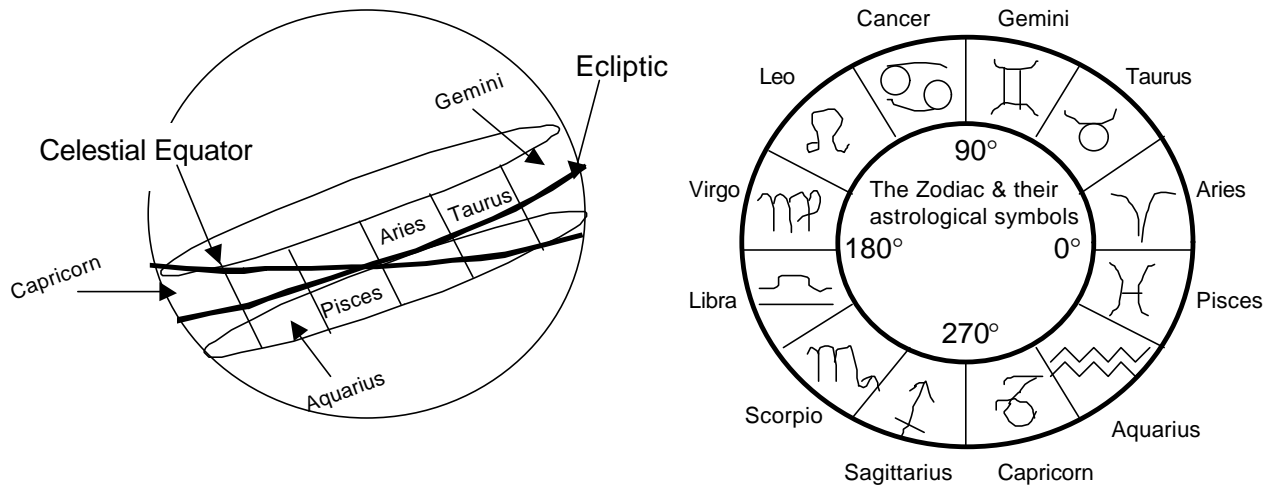 Ecliptic
Gemini
Celestial Equator
Taurus
Aries
Capricorn
Pisces
Aquarius
Cancer
Gemini
Leo
Taurus
Virgo
Aries
90°
The Zodiac & their
astrological symbols
180°
0°
Libra
Pisces
270°
Scorpio
Aquarius
Sagittarius
Capricorn